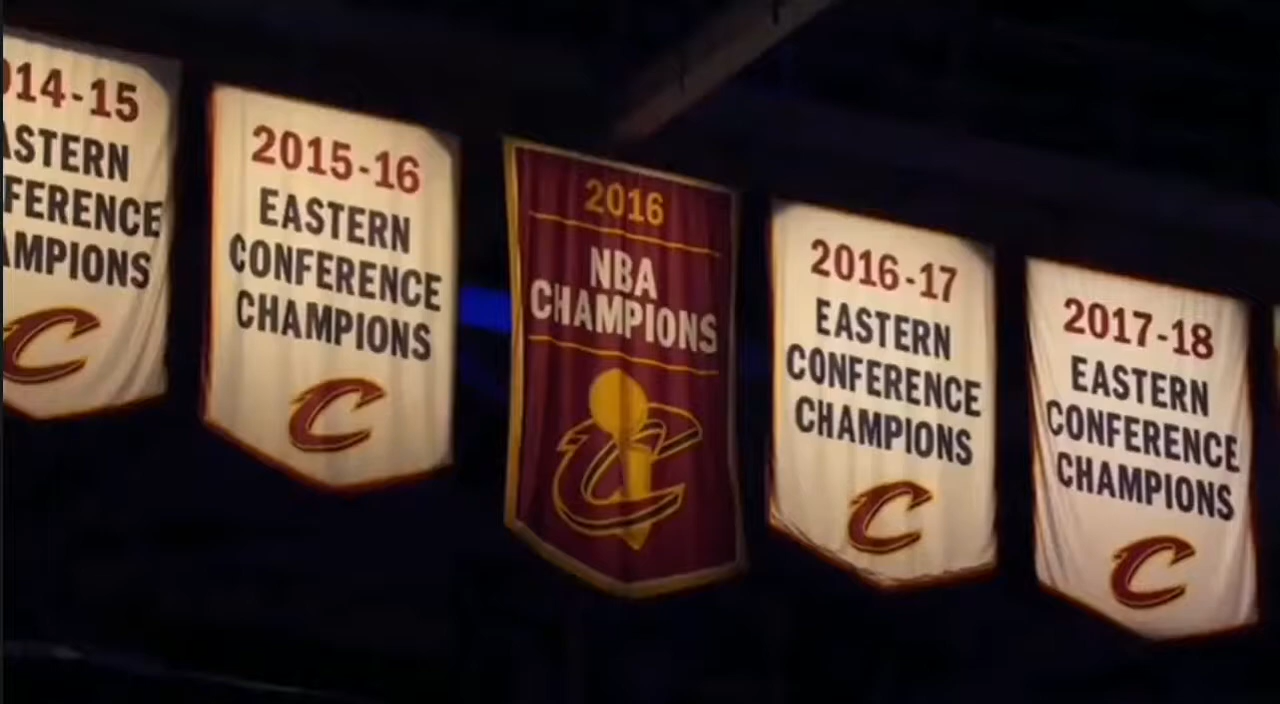 014-15
ASTERN
FERENCE
AMPIONS
C
2015-16
EASTERN
CONFERENCE
CHAMPIONS
C
2016
NBA
CHAMPIONS
C
2016-17
EASTERN
CONFERENCE
CHAMPIONS
C
2017-18
EASTERN
CONFERENCE
CHAMPIONS
C